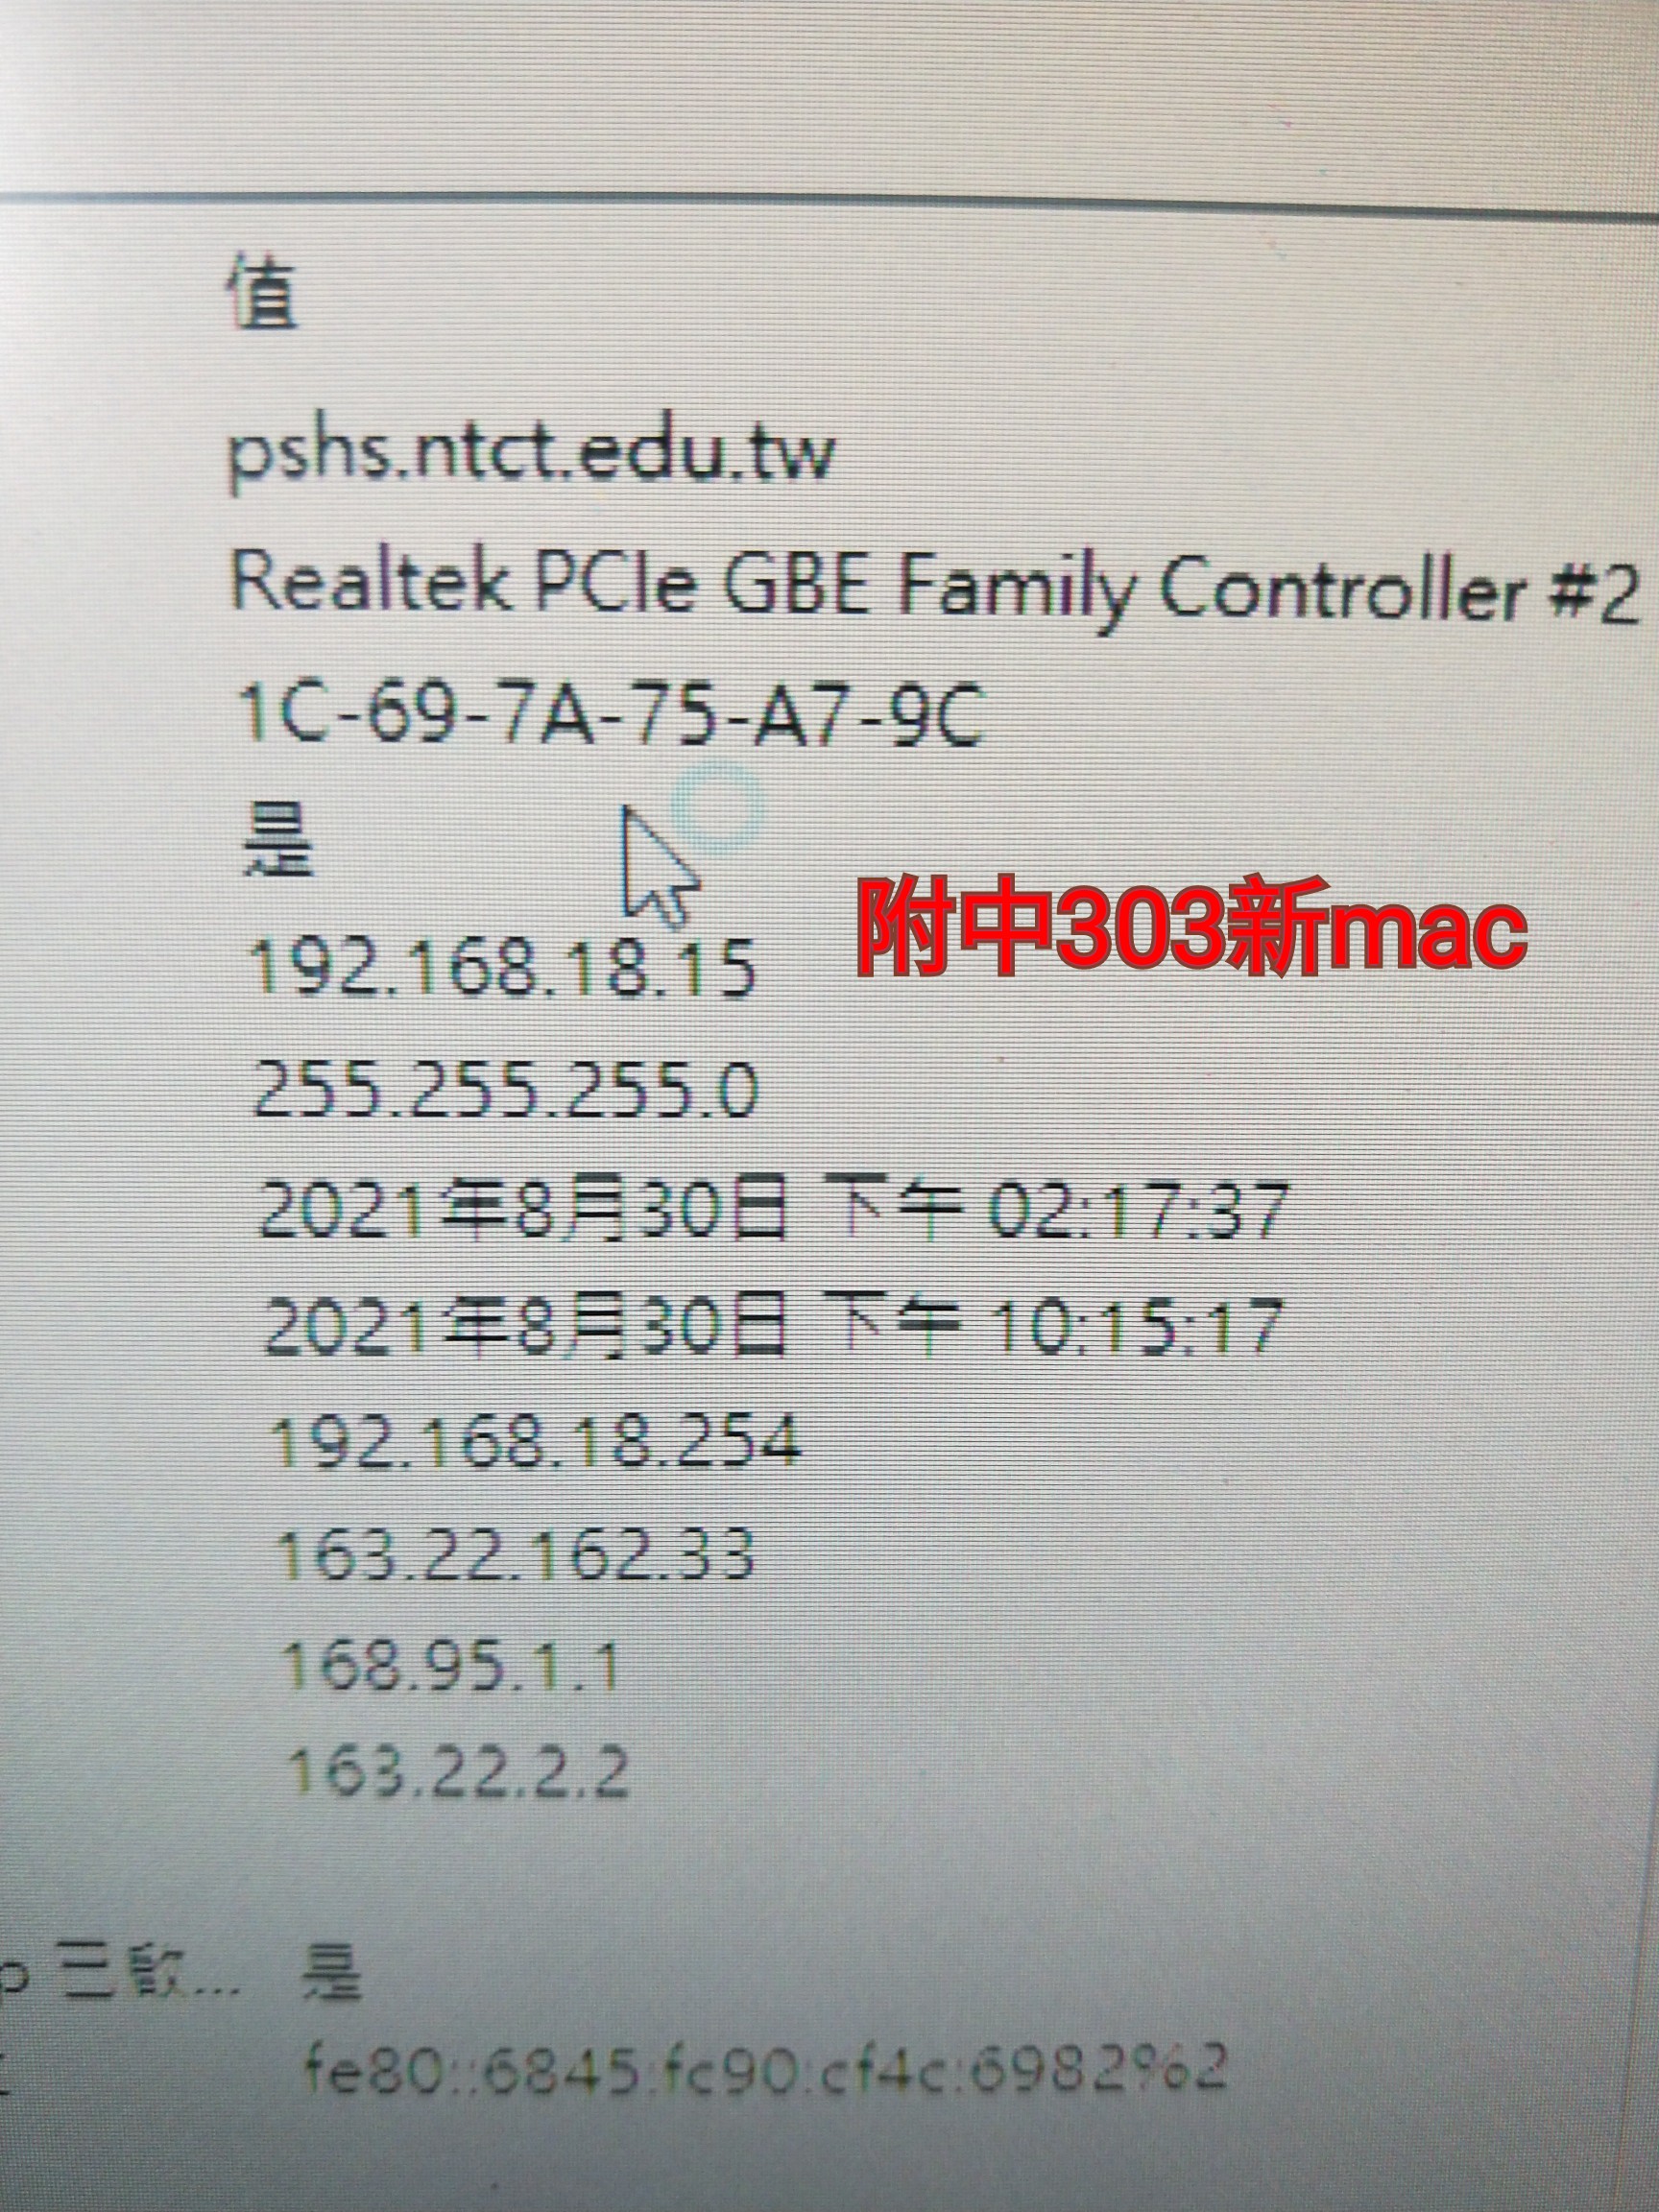 值
pshs.ntct.edu.tw
Realtek PCIe GBE Family Controller #2
1C-69-7A-75-A7-9C
是
附中303新mac
192.168.18.15
255.255.255.0
2021年8月30日 下午 02:17:37
2021年8月30日 下午 10:15:17
192.168.18.254
163.22.162.33
168.95.1.1
163.22.2.2
p 已啟... 是
fe80::6845:fc90:cf4c:6982%2